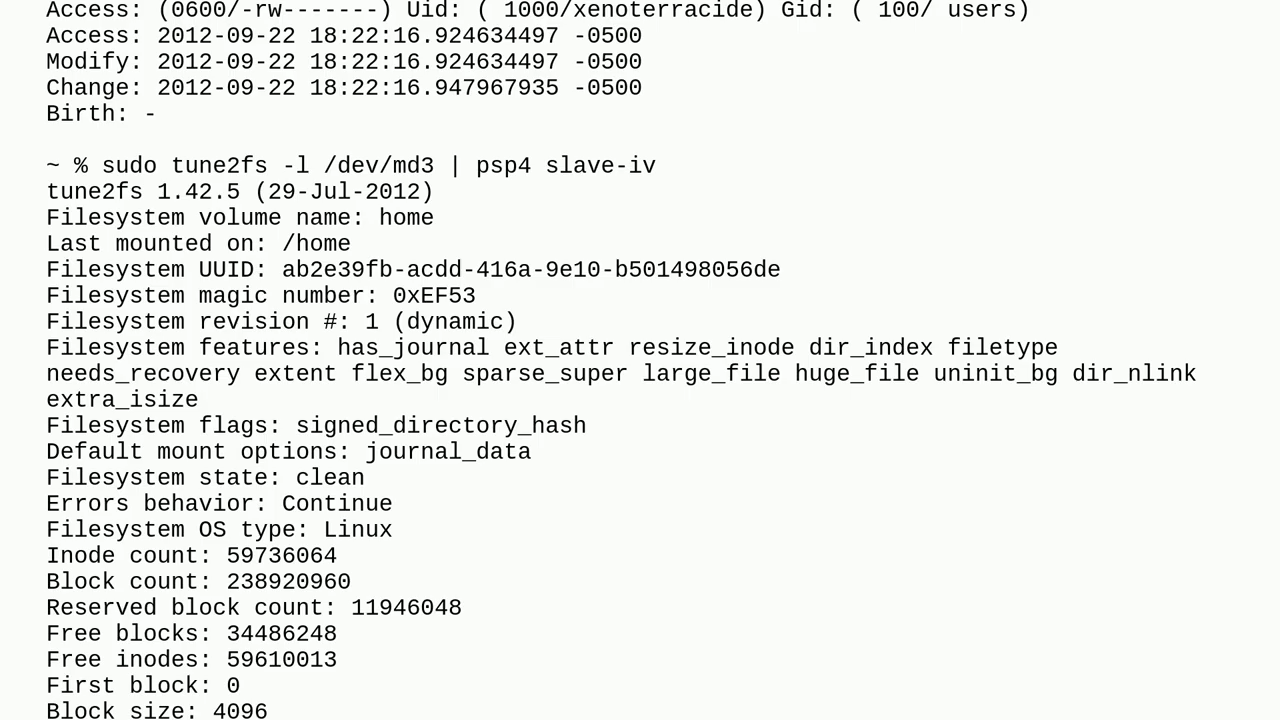 Access: (0600/-rw-------) Uid: ( 1000/xenoterracide) Gid: ( 100/ users)
Access: 2012-09-22 18:22:16.924634497 -0500
Modify: 2012-09-22 18:22:16.924634497 -0500
Change: 2012-09-22 18:22:16.947967935 -0500
Birth: -
~ % sudo tune2fs -l /dev/md3 | psp4 slave-iv
tune2fs 1.42.5 (29-Jul-2012)
Filesystem volume name: home
Last mounted on: /home
Filesystem UUID: ab2e39fb-acdd-416a-9e10-b501498056de
Filesystem magic number: 0xEF53
Filesystem revision #: 1 (dynamic)
Filesystem features: has_journal ext_attr resize_inode dir_index filetype
needs_recovery extent flex_bg sparse_super large_file huge_file uninit_bg dir_nlink
extra_isize
Filesystem flags: signed_directory_hash
Default mount options: journal_data
Filesystem state: clean
Errors behavior: Continue
Filesystem OS type: Linux
Inode count: 59736064
Block count: 238920960
Reserved block count: 11946048
Free blocks: 34486248
Free inodes: 59610013
First block: 0
Block size: 4096